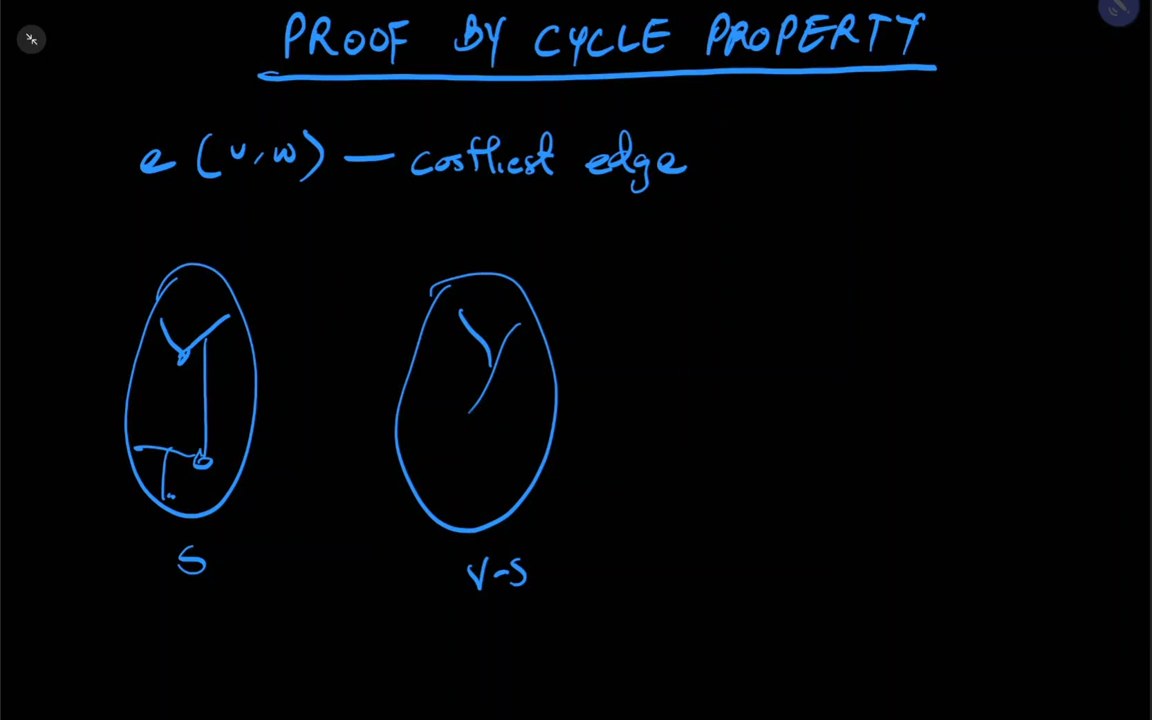 PROOF BY CYCLE PROPERTY
e (v, w) — costliest edge
S
V-S